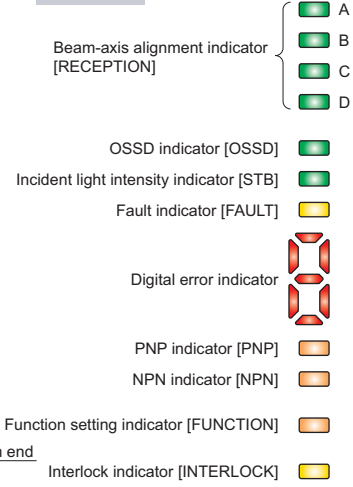 A
Beam-axis alignment indicator
[RECEPTION]
B
C
D
OSSD indicator [OSSD]
Incident light intensity indicator [STB]
Fault indicator [FAULT]
Digital error indicator
PNP indicator [PNP]
NPN indicator [NPN]
Function setting indicator [FUNCTION]
end
Interlock indicator [INTERLOCK]